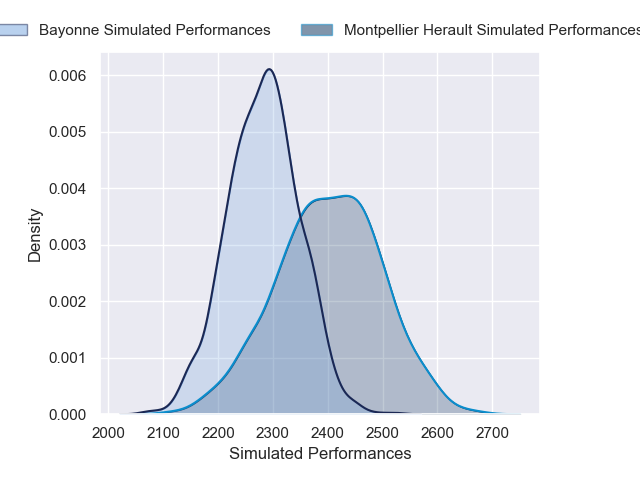 Bayonne Simulated Performances Montpellier Herault Simulated Performances
0.006
0.005
0.004
0.003
0.002
0.001
0.000
Density
2000 2100 2200 2300 2400 2500 2600 2700
Simulated Performances